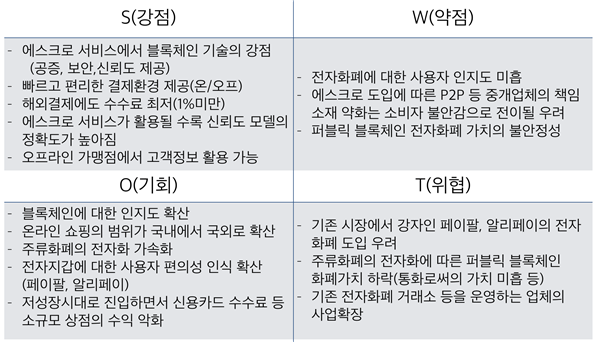 S(강점)
- 에스크로 서비스에서 블록체인 기술의 강점
(공증, 보안,신뢰도 제공)
- 빠르고 편리한 결제환경 제공(온/오프)
- 해외결제에도 수수료 최저(1%미만)
- 에스크로 서비스가 활용될 수록 신뢰도 모델의
정확도가 높아짐
- 오프라인 가맹점에서 고객정보 활용 가능
W(약점)
- 전자화폐에 대한 사용자 인지도 미흡
- 에스크로 도입에 따른 P2P 등 중개업체의 책임
소재 약화는 소비자 불안감으로 전이될 우려
- 퍼블릭 블록체인 전자화폐 가치의 불안정성
O(기회)
- 블록체인에 대한 인지도 확산
- 온라인 쇼핑의 범위가 국내에서 국외로 확산
- 주류화폐의 전자화 가속화
- 전자지갑에 대한 사용자 편의성 인식 확산
(페이팔, 알리페이)
- 저성장시대로 진입하면서 신용카드 수수료 등
소규모 상점의 수익 악화
T(위협)
- 기존 시장에서 강자인 페이팔, 알리페이의 전자
화폐 도입 우려
- 주류화폐의 전자화에 따른 퍼블릭 블록체인
화폐가치 하락(통화로써의 가치 미흡 등)
- 기존 전자화폐 거래소 등을 운영하는 업체의
사업확장